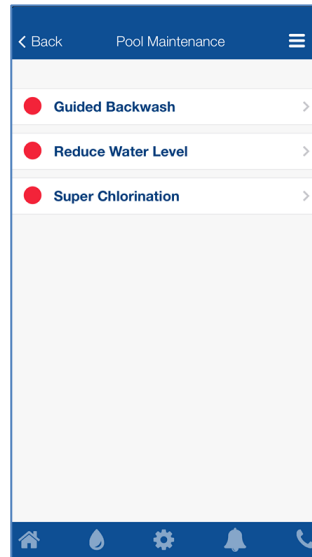 Back
Pool Maintenance
Guided Backwash
Reduce Water Level
Super Chlorination